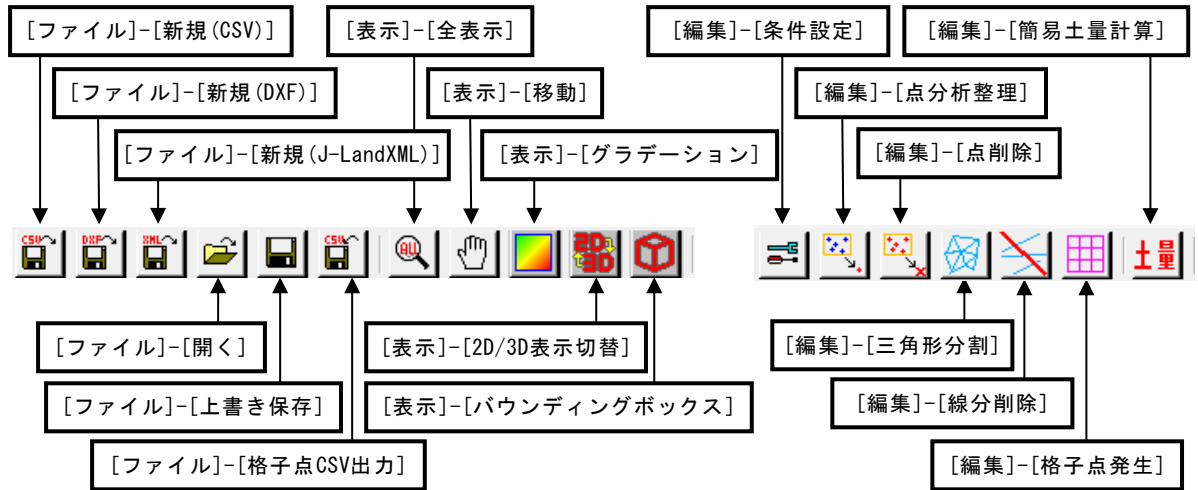 [ファイル]-[新規(CSV)]
[表示]-[全表示]
[編集]-[条件設定]
[編集]-[簡易土量計算]
[ファイル]-[新規(DXF)]
[表示]-[移動]
[編集]-[点分析整理]
[ファイル]-[新規(J-LandXML)]
[表示]-[グラデーション]
[編集]-[点削除]
CSV
DXF
XML
CSV
ALL
2D
3D
土量
[ファイル]-[開く]
[表示]-[2D/3D表示切替]
[編集]-[三角形分割]
[ファイル]-[上書き保存]
[表示]-[バウンディングボックス]
[編集]-[線分削除]
[ファイル]-[格子点CSV出力]
[編集]-[格子点発生]